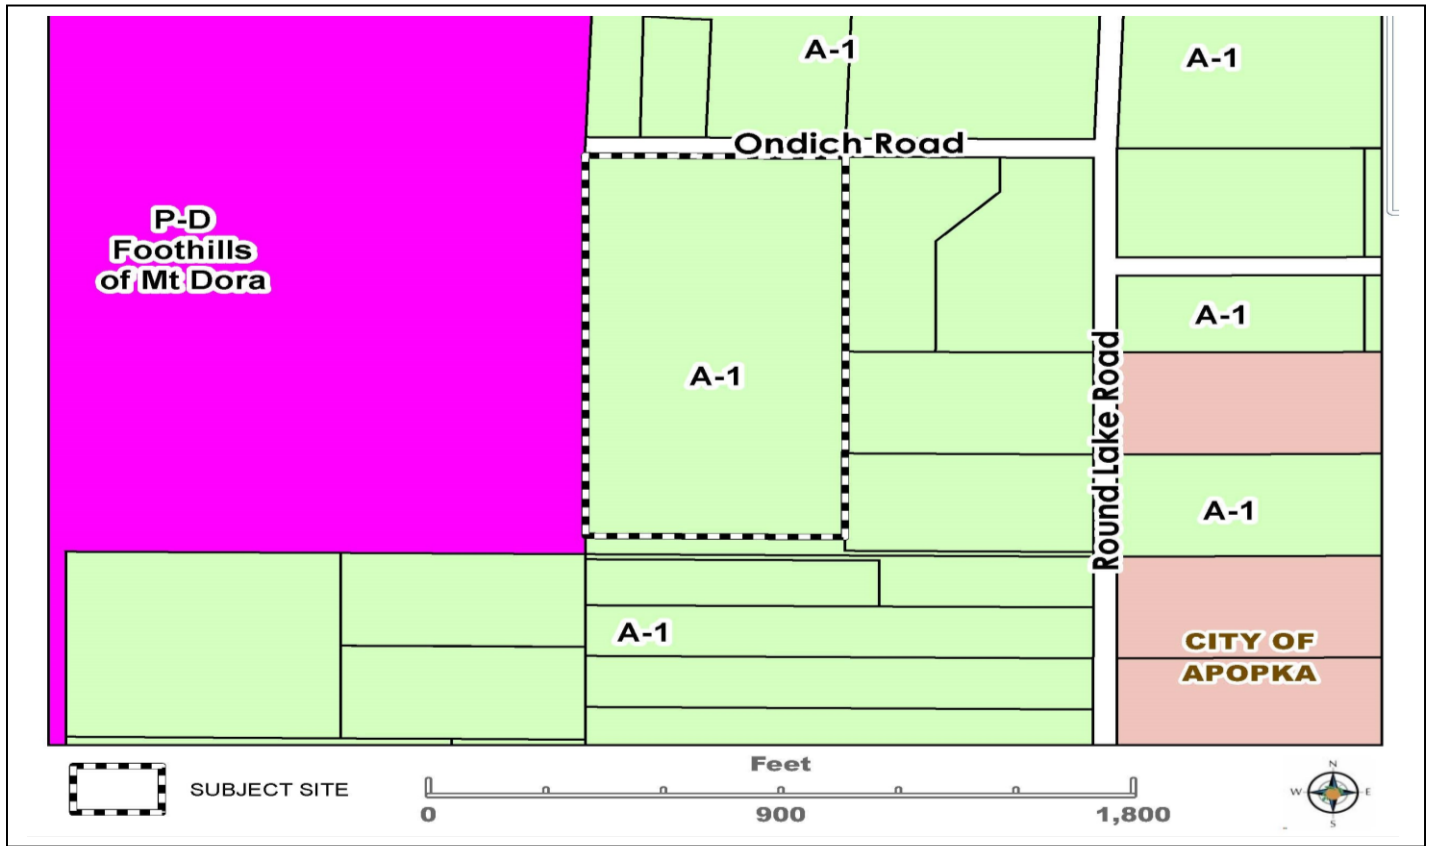 A-1
A-1
Ondich Road
P-D
Foothills
of Mt Dora
A-1
A-1
Round Lake Road
A-1
A-1
CITY OF
APOPKA
SUBJECT SITE
Feet
0 900 1,800
N
W E
S